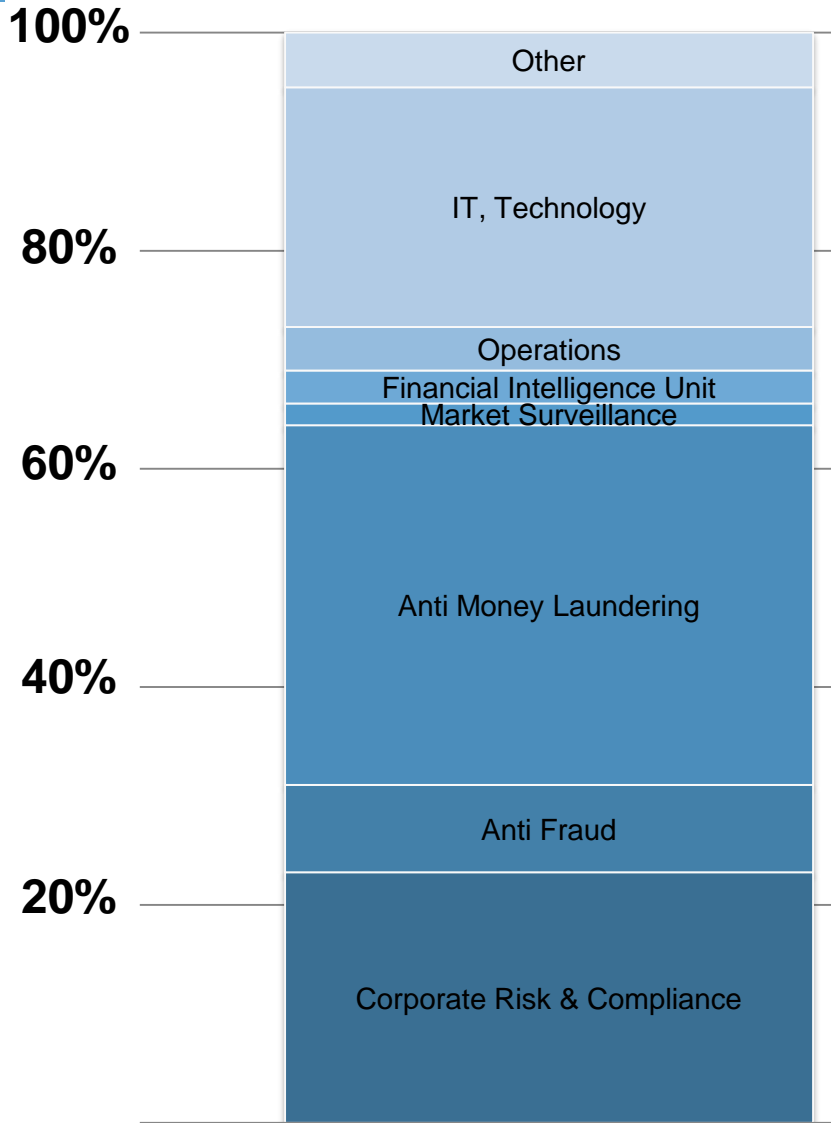 100%
Other
IT, Technology
80%
Operations
Financial Intelligence Unit
Market Surveillance
60%
Anti Money Laundering
40%
Anti Fraud
20%
Corporate Risk & Compliance